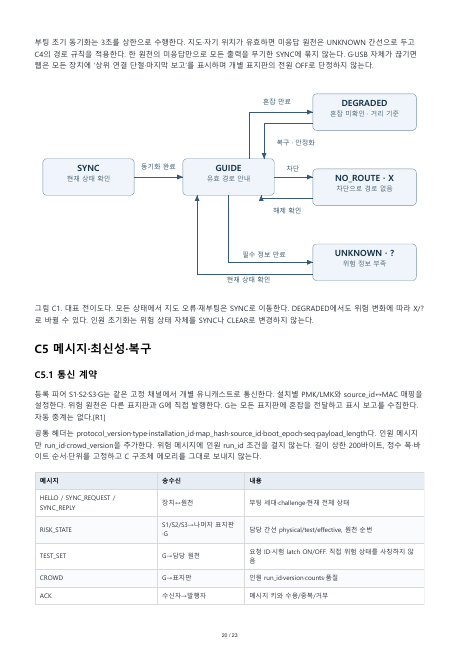 부팅 초기 동기화는 3초를 상한으로 수행한다. 지도·자기 위치가 유효하면 미응답 원전은 UNKNOWN 간선으로 두고
C4의 경로 규칙을 적용한다. 한 원전의 미응답만으로 모든 출력을 무기한 SYNC에 묶지 않는다. G-USB 자체가 끊기면
웹은 모든 장치에 '상위 연결 단절·마지막 보고'를 표시하며 개별 표지판의 전원 OFF로 단정하지 않는다.
혼잡 만료
DEGRADED
혼잡 미확인 · 거리 기준
복구 · 안정화
SYNC
현재 상태 확인
동기화 완료
GUIDE
유효 경로 안내
차단
NO_ROUTE · X
차단으로 경로 없음
해제 확인
필수 정보 만료
UNKNOWN · ?
위험 정보 부족
현재 상태 확인
그림 C1. 대표 전이도다. 모든 상태에서 지도 오류·재부팅은 SYNC로 이동한다. DEGRADED에서도 위험 변화에 따라 X/?
로 바뀔 수 있다. 인원 초기화는 위험 상태 자체를 SYNC나 CLEAR로 변경하지 않는다.
C5 메시지·최신성·복구
C5.1 통신 계약
등록 피어 S1·S2·S3·G는 같은 고정 채널에서 개별 유니캐스트로 통신한다. 설치별 PMK/LMK와 source_id↔MAC 매핑을
설정한다. 위험 원전은 다른 표지판과 G에 직접 발행한다. G는 모든 표지판에 혼잡을 전달하고 표시 보고를 수집한다.
자동 중계는 없다.[R1]
공통 헤더는 protocol_version·type·installation_id·map_hash·source_id·boot_epoch·seq·payload_length다. 인원 메시지
만 run_id·crowd_version을 추가한다. 위험 메시지에 인원 run_id 조건을 걸지 않는다. 길이 상한 200바이트, 정수 폭·바
이트 순서·단위를 고정하고 C 구조체 메모리를 그대로 보내지 않는다.
메시지 송수신 내용
HELLO / SYNC_REQUEST /
SYNC_REPLY
장치↔원천
부팅 세대·challenge·현재 전체 상태
RISK_STATE
S1/S2/S3→나머지 표지판
·G
담당 간선 physical/test/effective, 원천 순번
TEST_SET
G→담당 원천
요청 ID·시험 latch ON/OFF. 직접 위험 상태를 사칭하지 않
음
CROWD G→표지판 인원 run_id·version·counts·품질
ACK 수신자→발행자 메시지 키와 수용/중복/거부
20 / 23